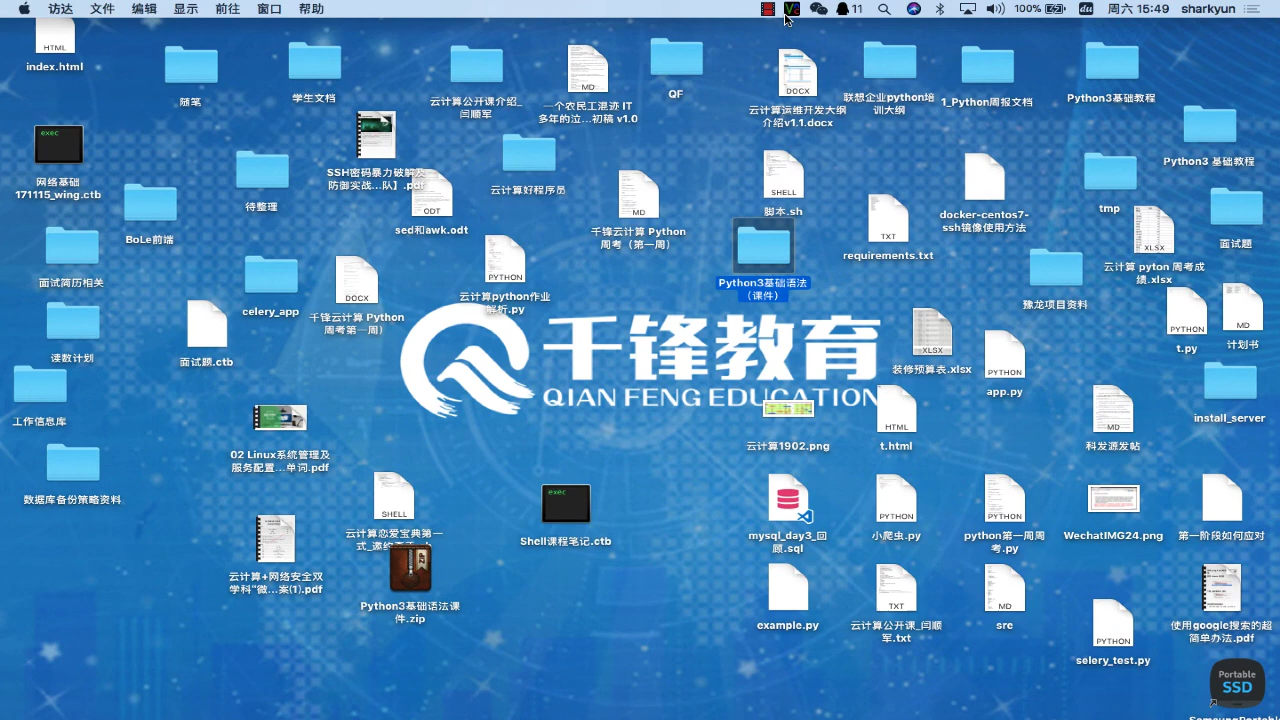 访达 文件 编辑 显示 前往 窗口 帮助
11 100% 周六 15:49 sharkyun
HTML
index.html
随笔
学生文档
云计算公开课介绍_
闫顺军
MD
一个农民工混迹 IT
多年的泣...初稿 v1.0
QF
DOCX
云计算运维开发大纲
介绍v1.1.docx
联想企业python培
训大纲
1_Python周报文档
Python3基础教程
exec
网络基础
171115_wing.ctb
BoLe前端
待整理
SSH密码暴力破解及
防御实战...队】.pdf
ODT
sed和awk.odt
云计算好程序员
MD
千锋云计算 Python
周考（第一周）
SHELL
脚本.sh
TXT
requirements.txt
docker-centos7-
ssh镜像使用方法
tmp
面试题
面试简历相关
celery_app
DOCX
千锋云计算 Python
周考第一周）
PYTHON
云计算python作业
解析.py
Python3基础语法
（课件）
豫龙项目资料
XLSX
云计算 pyton 周考成
绩.xlsx
PYTHON
t.py
MD
计划书
读数计划
面试题.ctb
千锋教育
QIAN FENG EDUCATION
XLSX
装修预算表.xlsx
PYTHON
app.py
install_server
工作信息库
02 Linux系统管理及
服务配置...单词.pdf
云计算1902.png
HTML
t.html
MD
科发源发帖
数据库备份策略资料
SHELL
云计算恋爱宝典第一
exec
Shell课程笔记.ctb
mysql_day3_回
顾.sql
PYTHON
小爬虫.py
PYTHON
python第一周周
考.py
WechatIMG24.png
第一阶段如何应对
云计算+网络安全双
学科“微...案(1).pdf
Python3基础语法课
件.zip
example.py
TXT
云计算公开课_闫顺
军.txt
MD
src
PYTHON
selery_test.py
使用google搜索的超
简单办法.pdf
Portable
SSD